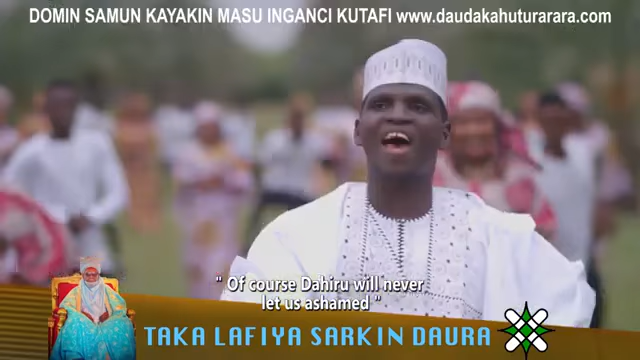 DOMIN SAMUN KAYAKIN MASU INGANCI KUTAFI www.daudakahuturarara.com
" Of course Dahiru will never
let us ashamed "
TAKA LAFIYA SARKIN DAURA